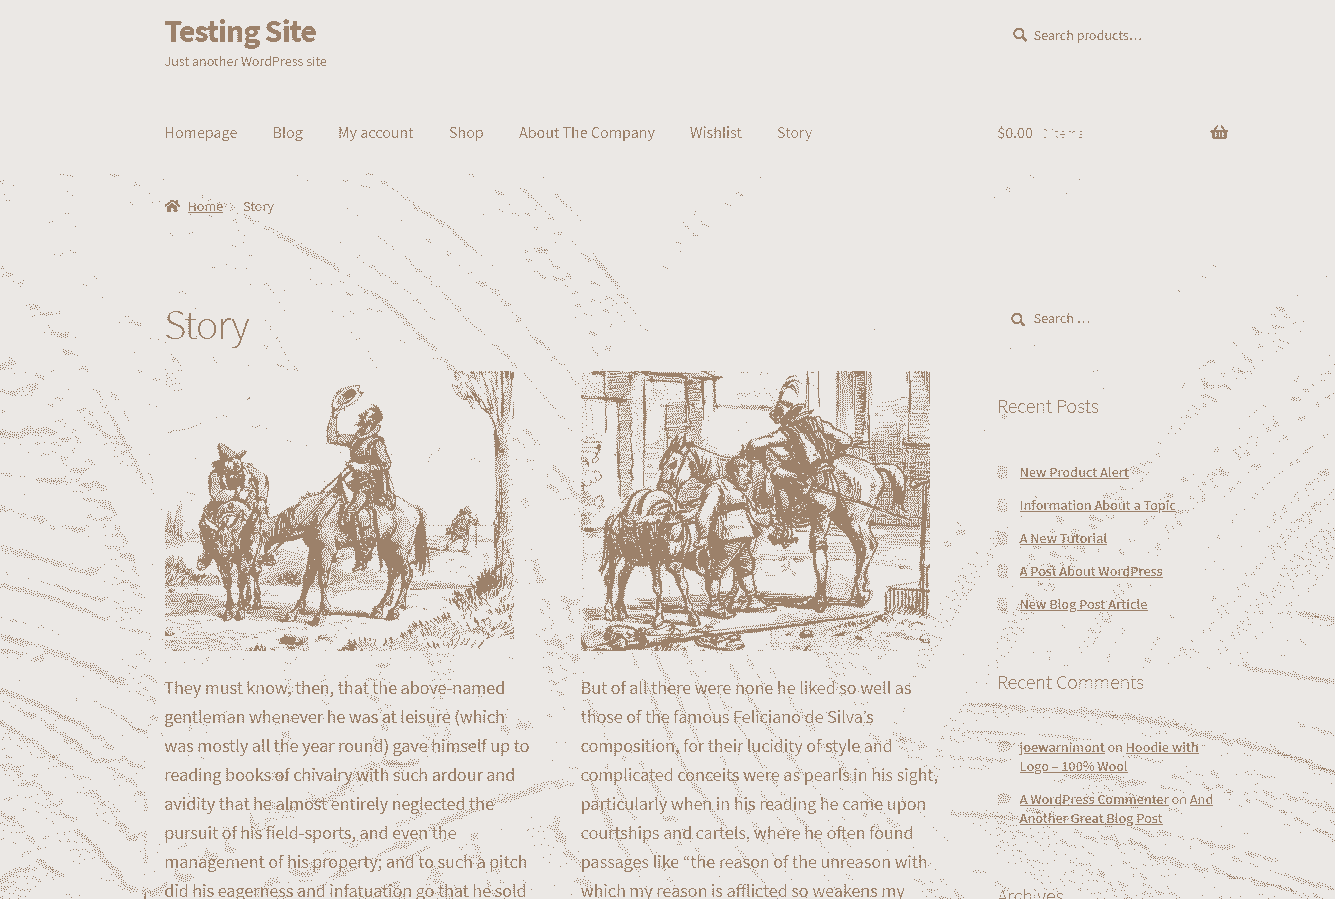 Testing Site
Just another WordPress site
Search products…
Homepage Blog My account Shop About The Company Wishlist Story
$0.00 0 items
Home Story
Story
They must know, then, that the above-named
gentleman whenever he was at leisure (which
was mostly all the year round) gave himself up to
reading books of chivalry with such ardour and
avidity that he almost entirely neglected the
pursuit of his field-sports, and even the
management of his property; and to such a pitch
did his eagerness and infatuation go that he sold
But of all there were none he liked so well as
those of the famous Feliciano de Silva’s
composition, for their lucidity of style and
complicated conceits were as pearls in his sight,
particularly when in his reading he came upon
courtships and cartels, where he often found
passages like “the reason of the unreason with
which my reason is afflicted so weakens my
Search …
Recent Posts
New Product Alert
Information About a Topic
A New Tutorial
A Post About WordPress
New Blog Post Article
Recent Comments
joewarnimont on Hoodie with
Logo – 100% Wool
A WordPress Commenter on And
Another Great Blog Post
Archives